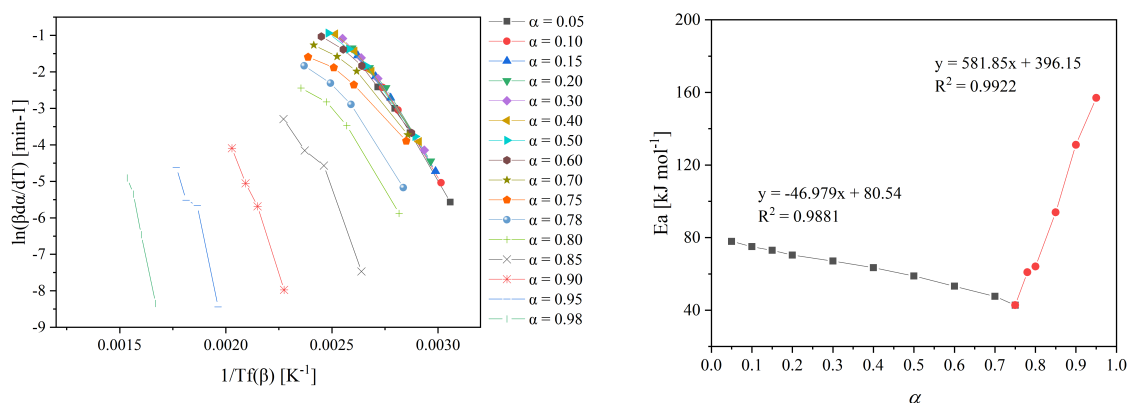 -1
-2
-3
-4
-5
-6
-7
-8
-9
ln(βdα/dT) [min-1]
0.0015
0.0020
0.0025
0.0030
1/Tf(β) [K⁻¹]
α = 0.05
α = 0.10
α = 0.15
α = 0.20
α = 0.30
α = 0.40
α = 0.50
α = 0.60
α = 0.70
α = 0.75
α = 0.78
α = 0.80
α = 0.85
α = 0.90
α = 0.95
α = 0.98
200
160
120
80
40
Ea [kJ mol⁻¹]
y = 581.85x + 396.15
R² = 0.9922
y = -46.979x + 80.54
R² = 0.9881
0.0
0.1
0.2
0.3
0.4
0.5
0.6
0.7
0.8
0.9
1.0
α